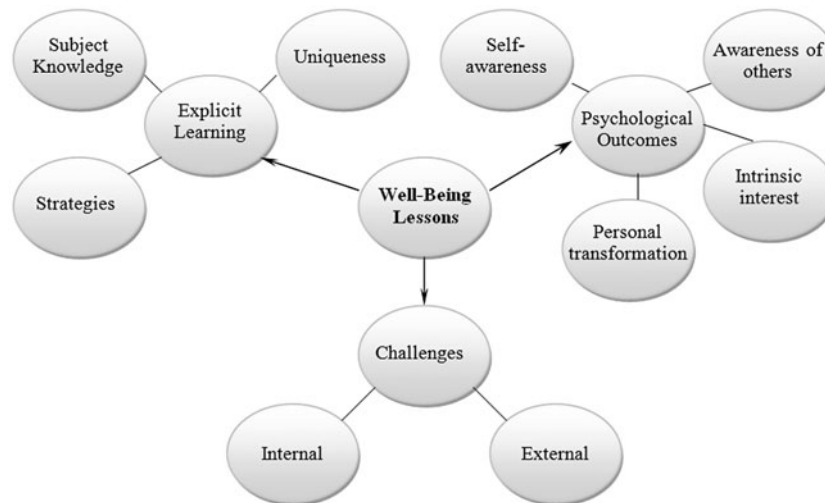 Subject
Knowledge
Uniqueness
Explicit
Learning
Strategies
Self-
awareness
Awareness of
others
Psychological
Outcomes
Intrinsic
interest
Personal
transformation
Well-Being
Lessons
Challenges
Internal
External